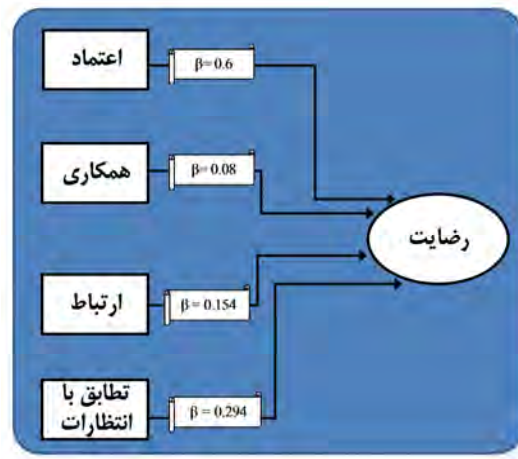 اعتماد
β= 0.6
همکاری
β= 0.08
رضایت
ارتباط
β = 0.154
تطابق با
انتظارات
β = 0.294